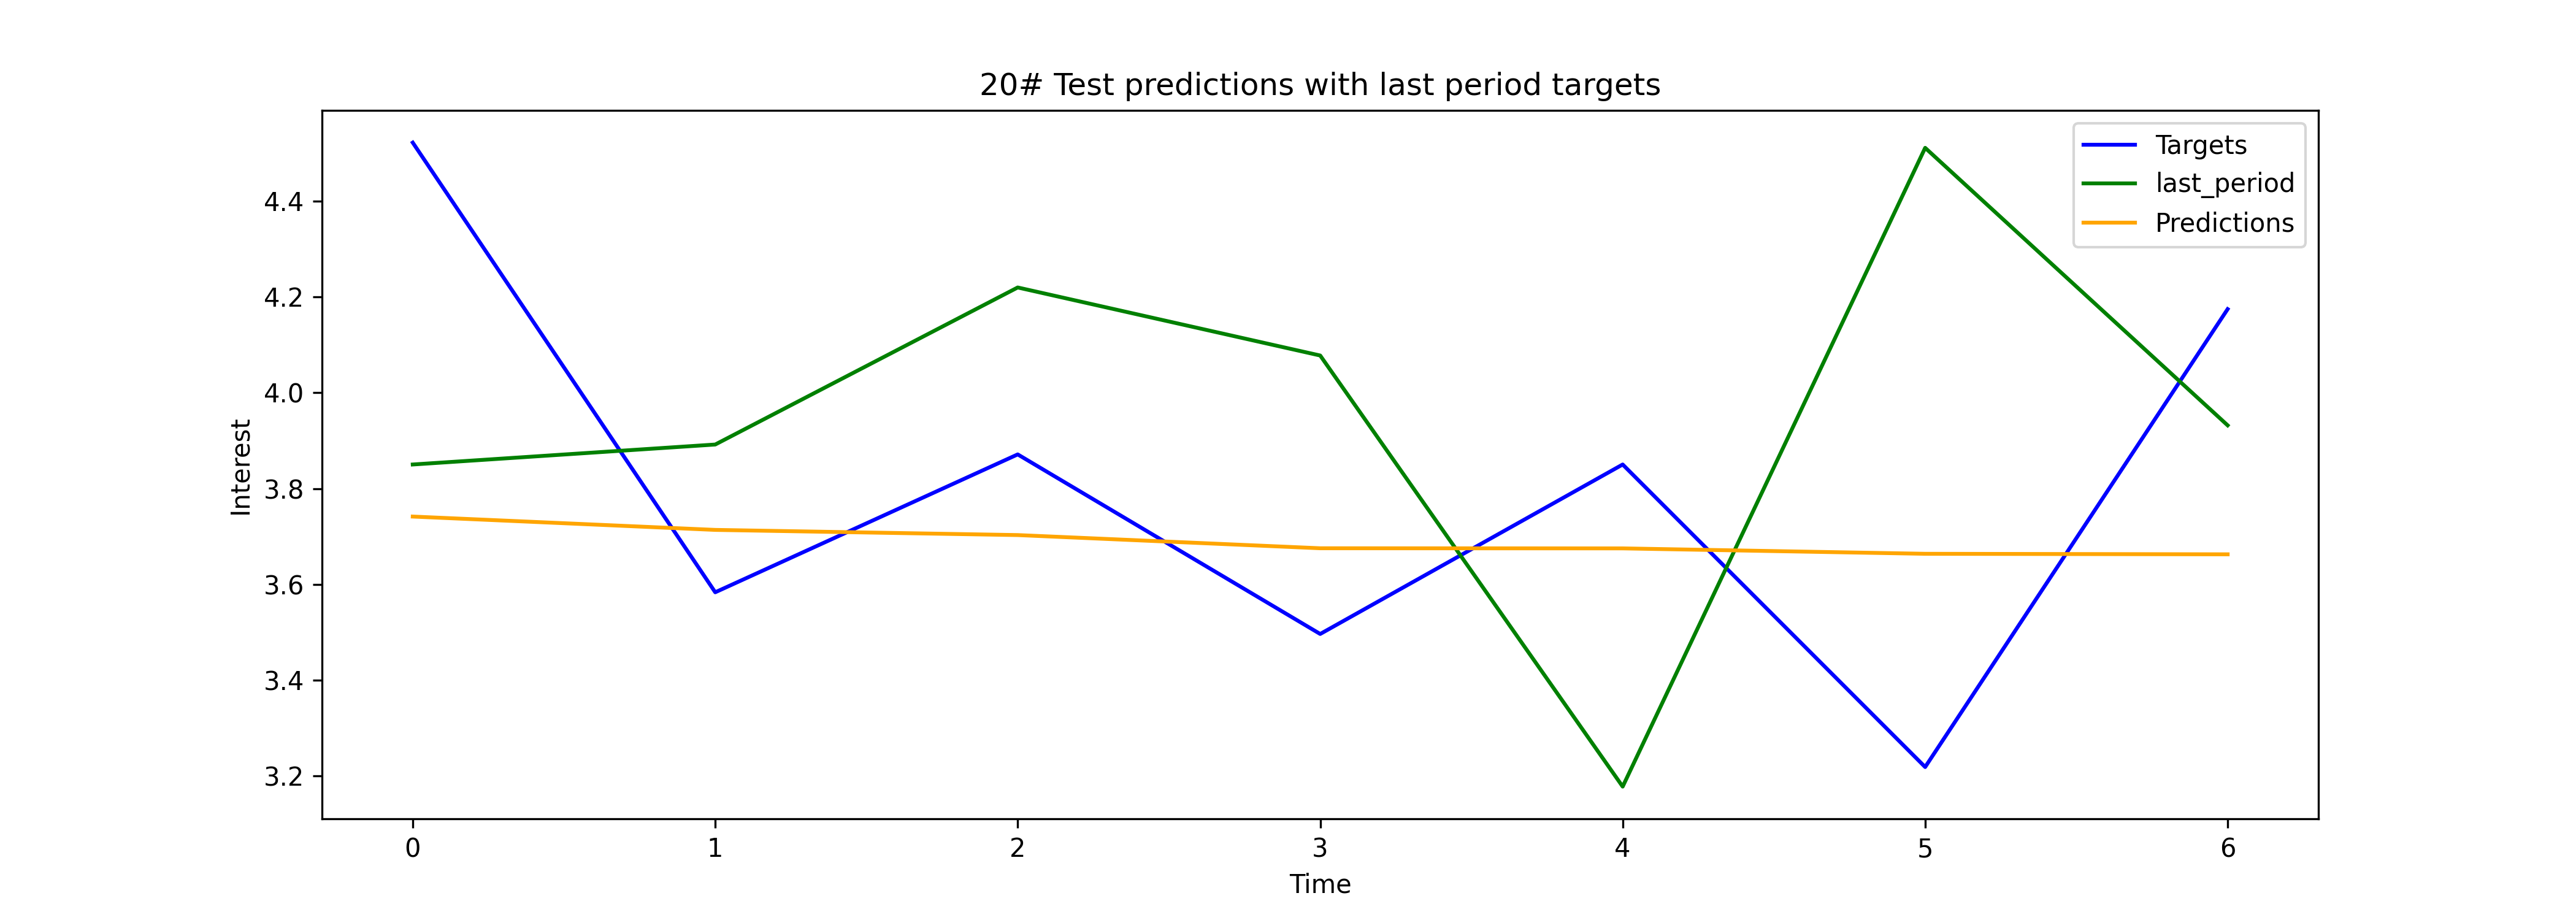 20# Test predictions with last period targets
Targets
last_period
Predictions
Interest
4.4
4.2
4.0
3.8
3.6
3.4
3.2
0 1 2 3 4 5 6
Time